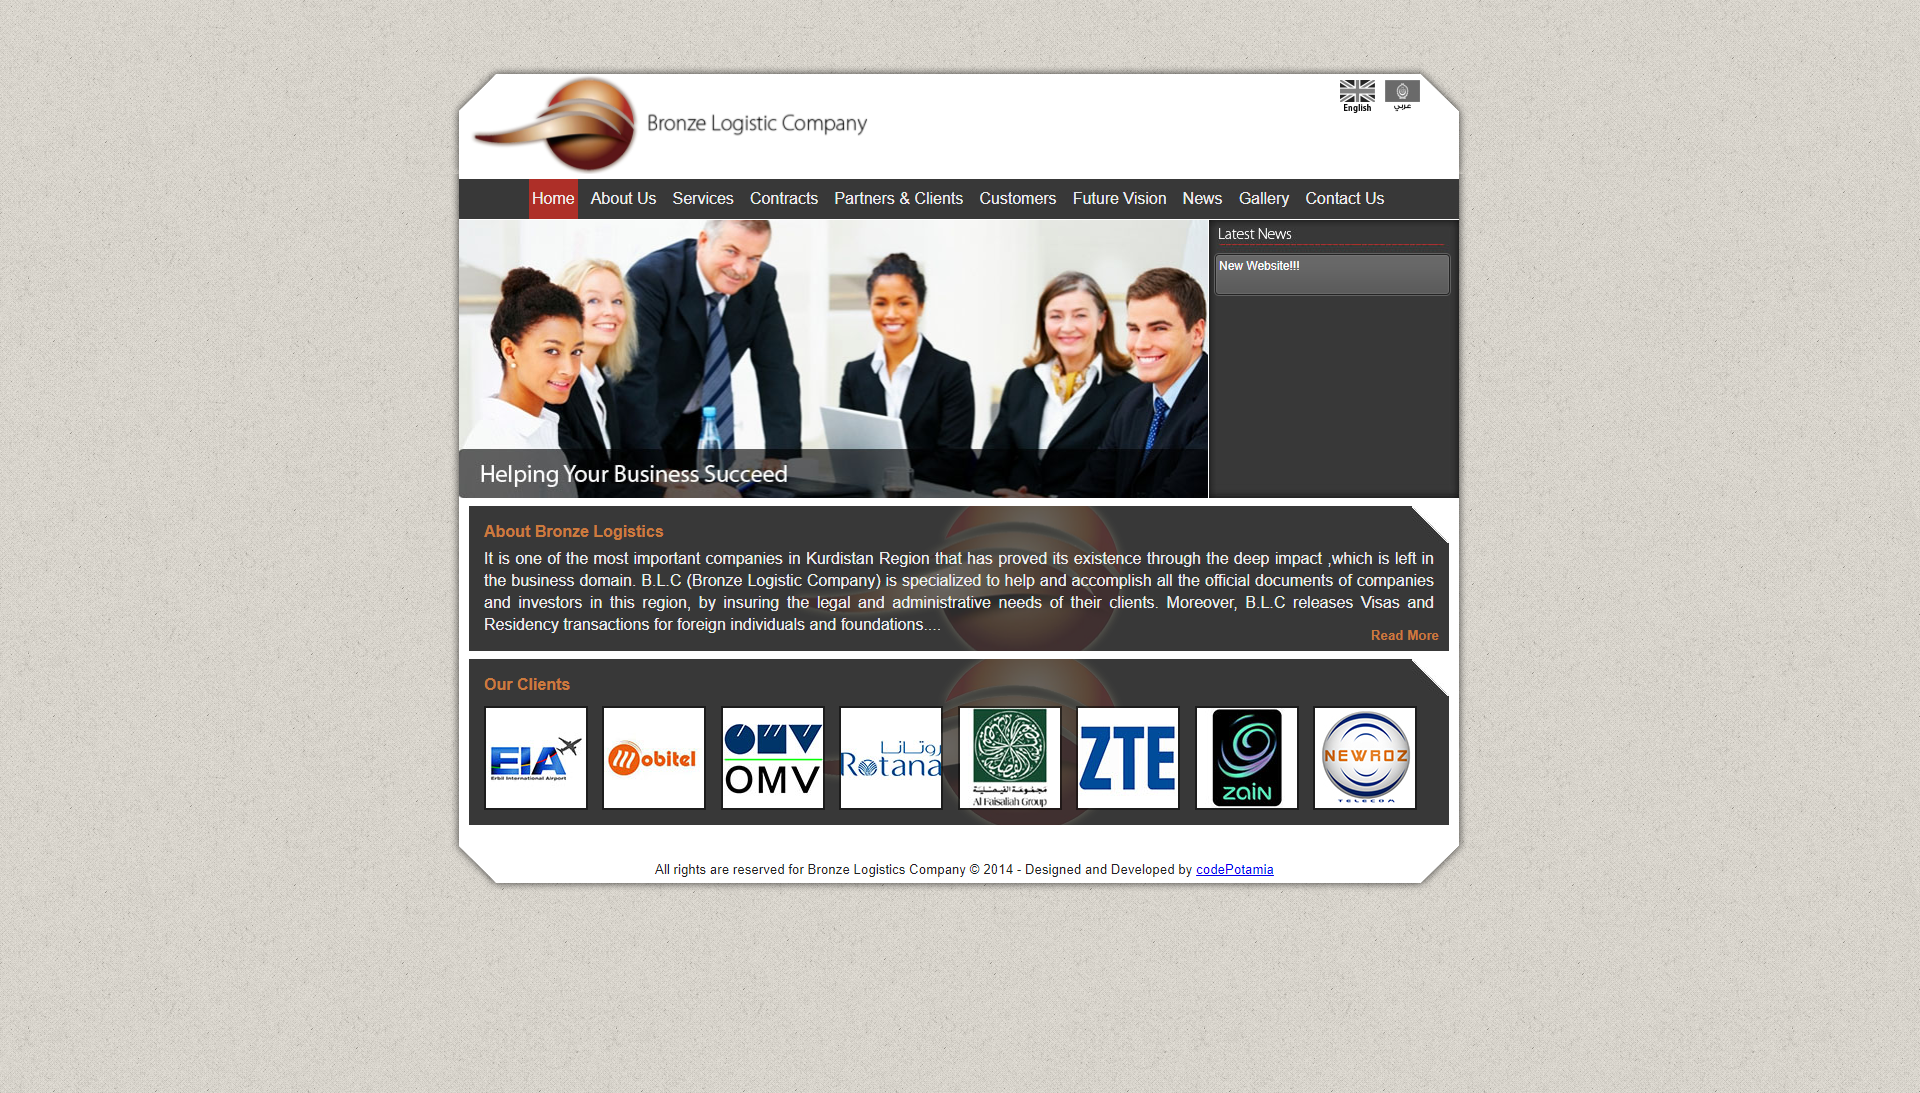 Bronze Logistic Company
English
عربي
Home About Us Services Contracts Partners & Clients Customers Future Vision News Gallery Contact Us
Helping Your Business Succeed
Latest News
New Website!!!
About Bronze Logistics
It is one of the most important companies in Kurdistan Region that has proved its existence through the deep impact ,which is left in
the business domain. B.L.C (Bronze Logistic Company) is specialized to help and accomplish all the official documents of companies
and investors in this region, by insuring the legal and administrative needs of their clients. Moreover, B.L.C releases Visas and
Residency transactions for foreign individuals and foundations....
Read More
Our Clients
EIA
Erbil International Airport
mobitel
OMV
OMV
روتانا
Rotana
مجموعة الفيصلية
Al Faisaliah Group
ZTE
ZAIN
NEWROZ
TELECOM
All rights are reserved for Bronze Logistics Company © 2014 - Designed and Developed by codePotamia